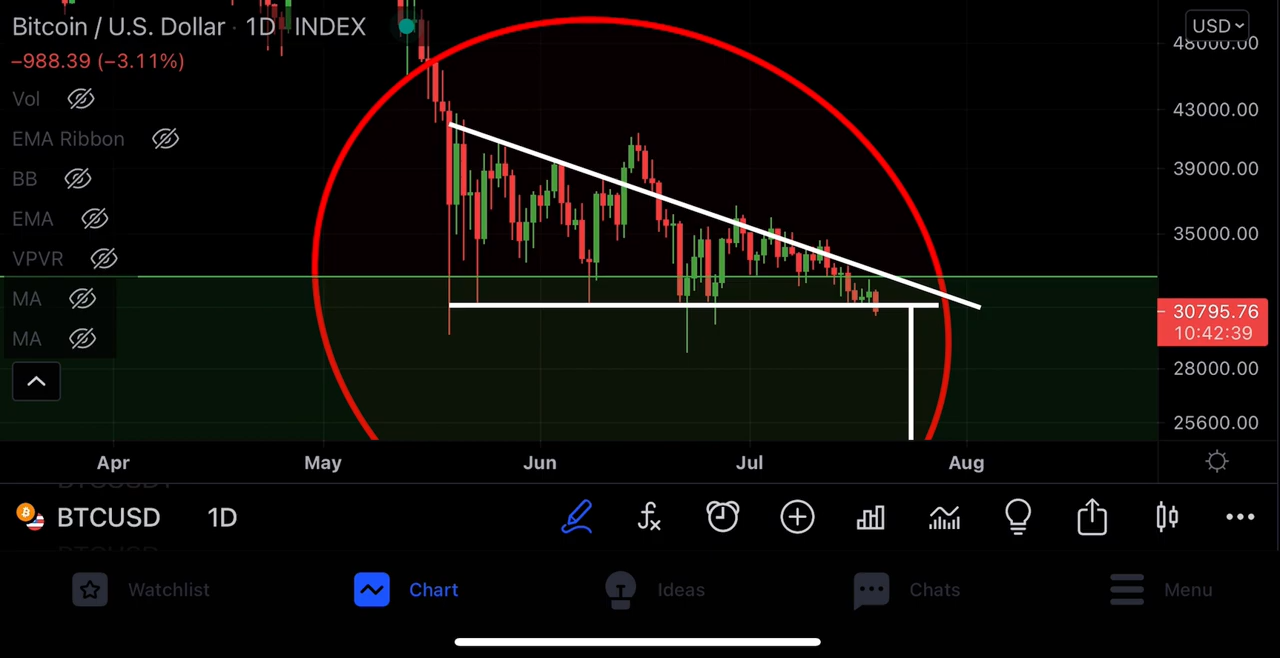 Bitcoin / U.S. Dollar · 1D INDEX
USD
−988.39 (−3.11%)
48000.00
Vol
43000.00
EMA Ribbon
39000.00
BB
EMA
35000.00
VPVR
MA
30795.76
10:42:39
MA
28000.00
25600.00
Apr May Jun Jul Aug
BTCUSD 1D
Watchlist Chart Ideas Chats Menu